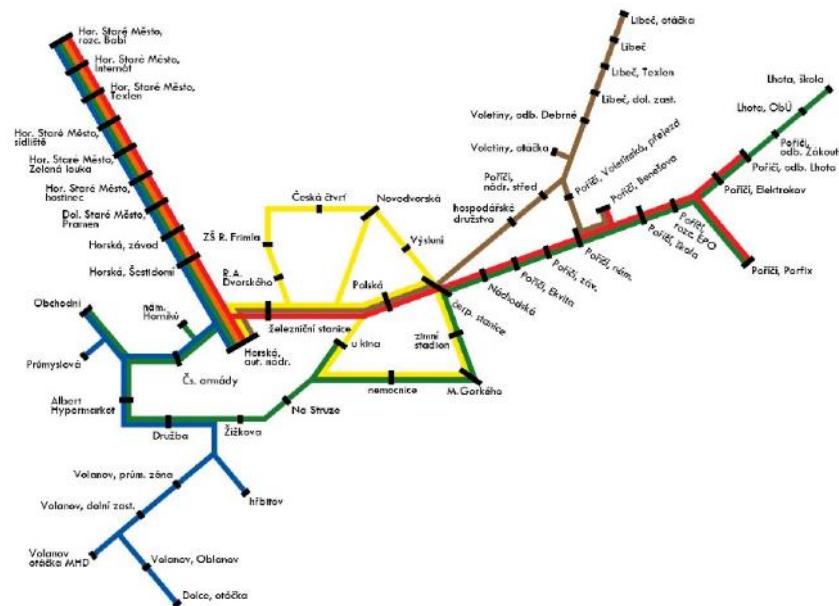 Hor. Staré Město,
rozc. Babí
Hor. Staré Město,
Internát
Hor. Staré Město,
Texlen
Hor. Staré Město,
sídliště
Hor. Staré Město,
Zelená louka
Hor. Staré Město,
hostinec
Dol. Staré Město,
Pramen
Horská, závod
Horská, Šestidomí
Obchodní
nám.
Horníků
Průmyslová
Čs. armády
Horská,
aut. nádr.
Albert
Hypermarket
Družba
Žižkova
Na Struze
Volanov, prům. zóna
hřbitov
Volanov, dolní zast.
Volanov
otáčka MHD
Volanov, Oblanov
Dolce, otáčka
Česká čtvrť
Novodvorská
ZŠ R. Frimla
Výsluní
R.A.
Dvorského
Polská
železniční stanice
u kina
zimní
stadion
čerp. stanice
nemocnice
M. Gorkého
Libeč, otáčka
Libeč
Libeč, Texlen
Libeč, dol. zast.
Voletiny, odb. Debrné
Voletiny, otáčka
Poříčí,
nádr. střed
hospodářské
družstvo
Poříčí, Voletinská, přejezd
Poříčí, Benešova
Náchodská
Poříčí, Ekvita
Poříčí, záv.
Poříčí, nám.
Poříčí, škola
Poříčí,
rozc. EPO
Poříčí, Elektrokov
Poříčí, odb. Lhota
Poříčí,
odb. Zákoutí
Lhota, ObÚ
Lhota, škola
Poříčí, Parfix